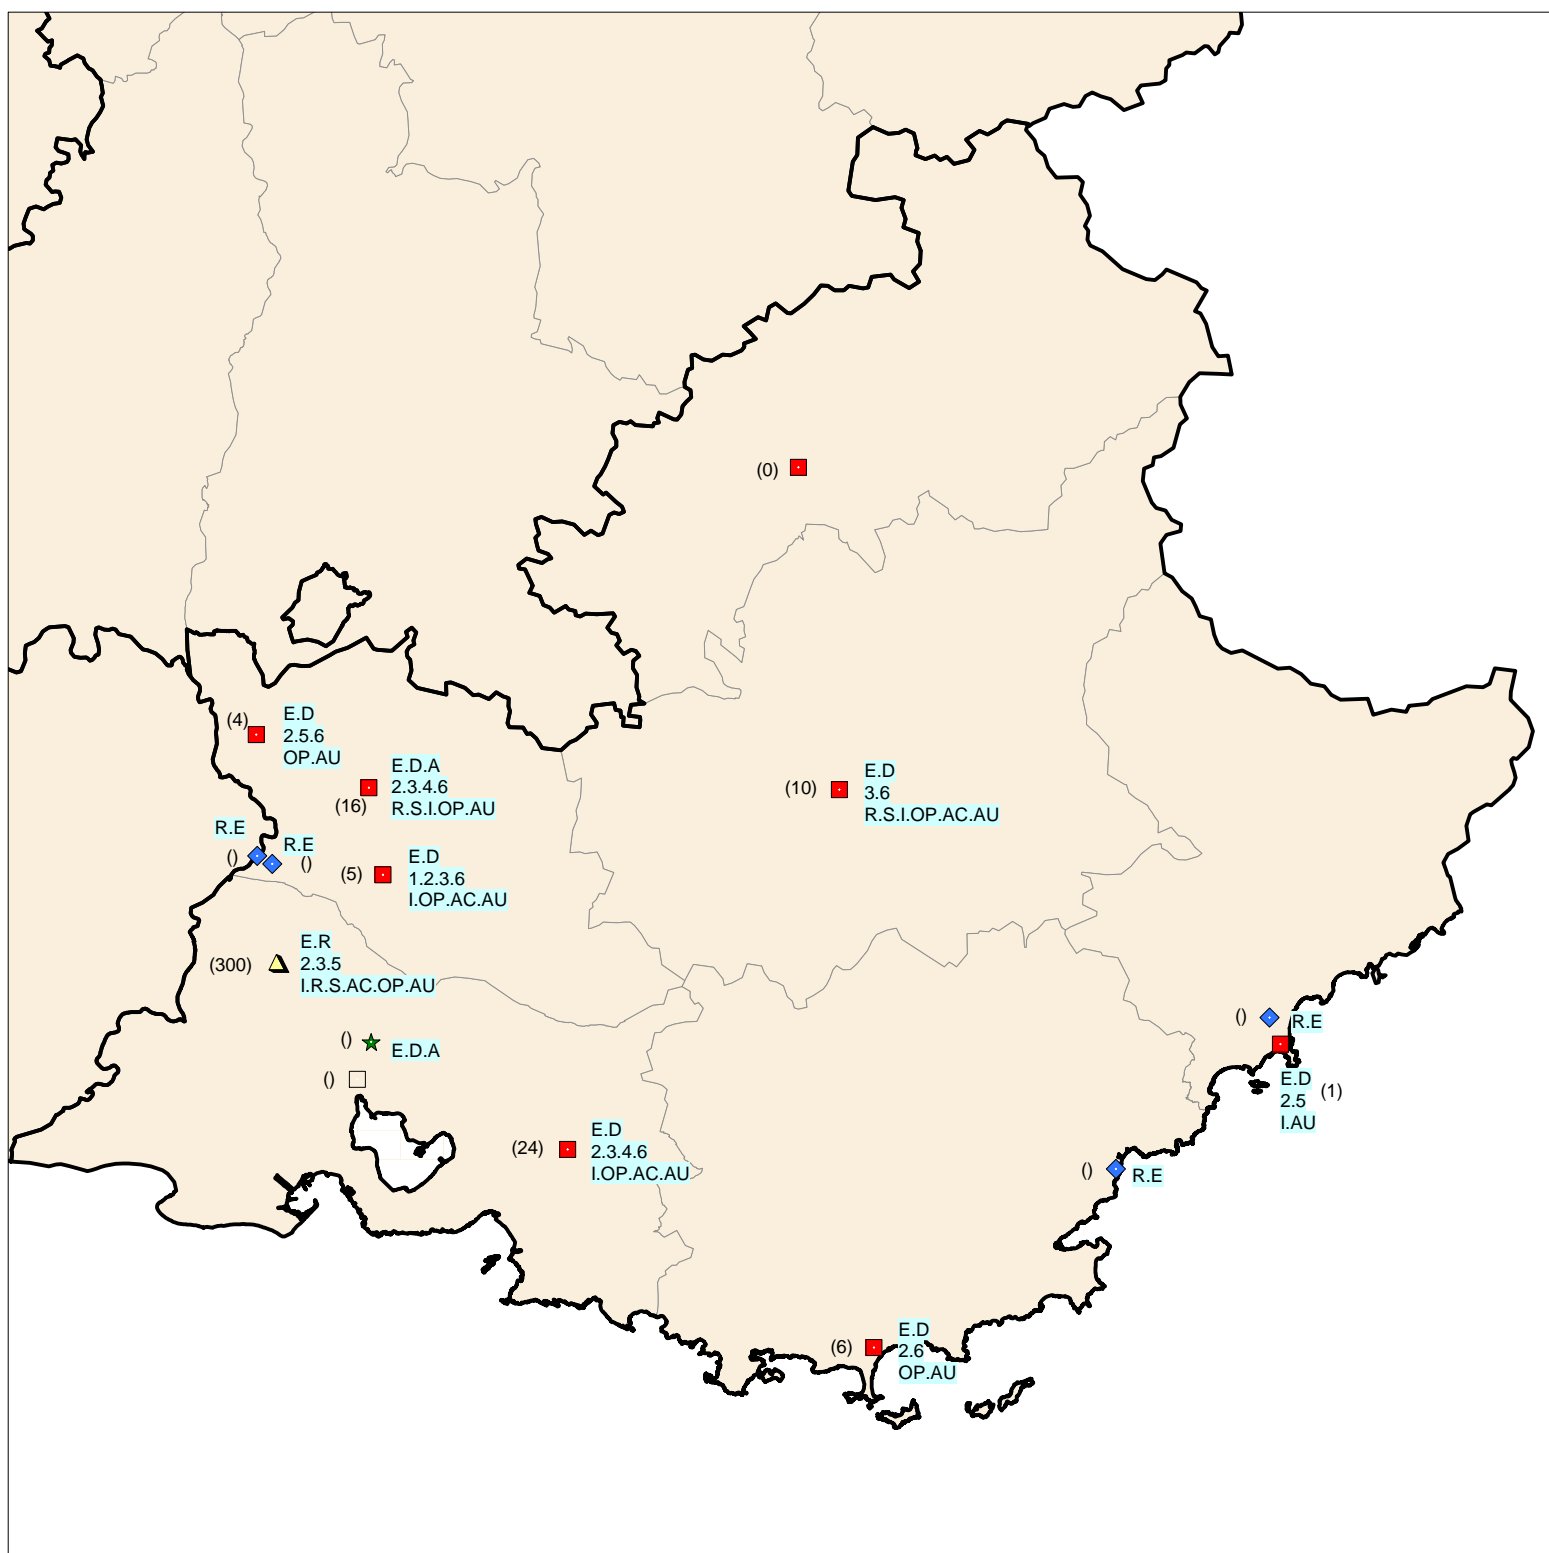 (0)
(4)
E.D
2.5.6
OP.AU
E.D.A
2.3.4.6
R.S.I.OP.AU
(16)
(10)
E.D
3.6
R.S.I.OP.AC.AU
R.E
()
R.E
()
(5)
E.D
1.2.3.6
I.OP.AC.AU
(300)
E.R
2.3.5
I.R.S.AC.OP.AU
()
E.D.A
()
()
R.E
E.D
2.5
I.AU
(1)
(24)
E.D
2.3.4.6
I.OP.AC.AU
()
R.E
(6)
E.D
2.6
OP.AU